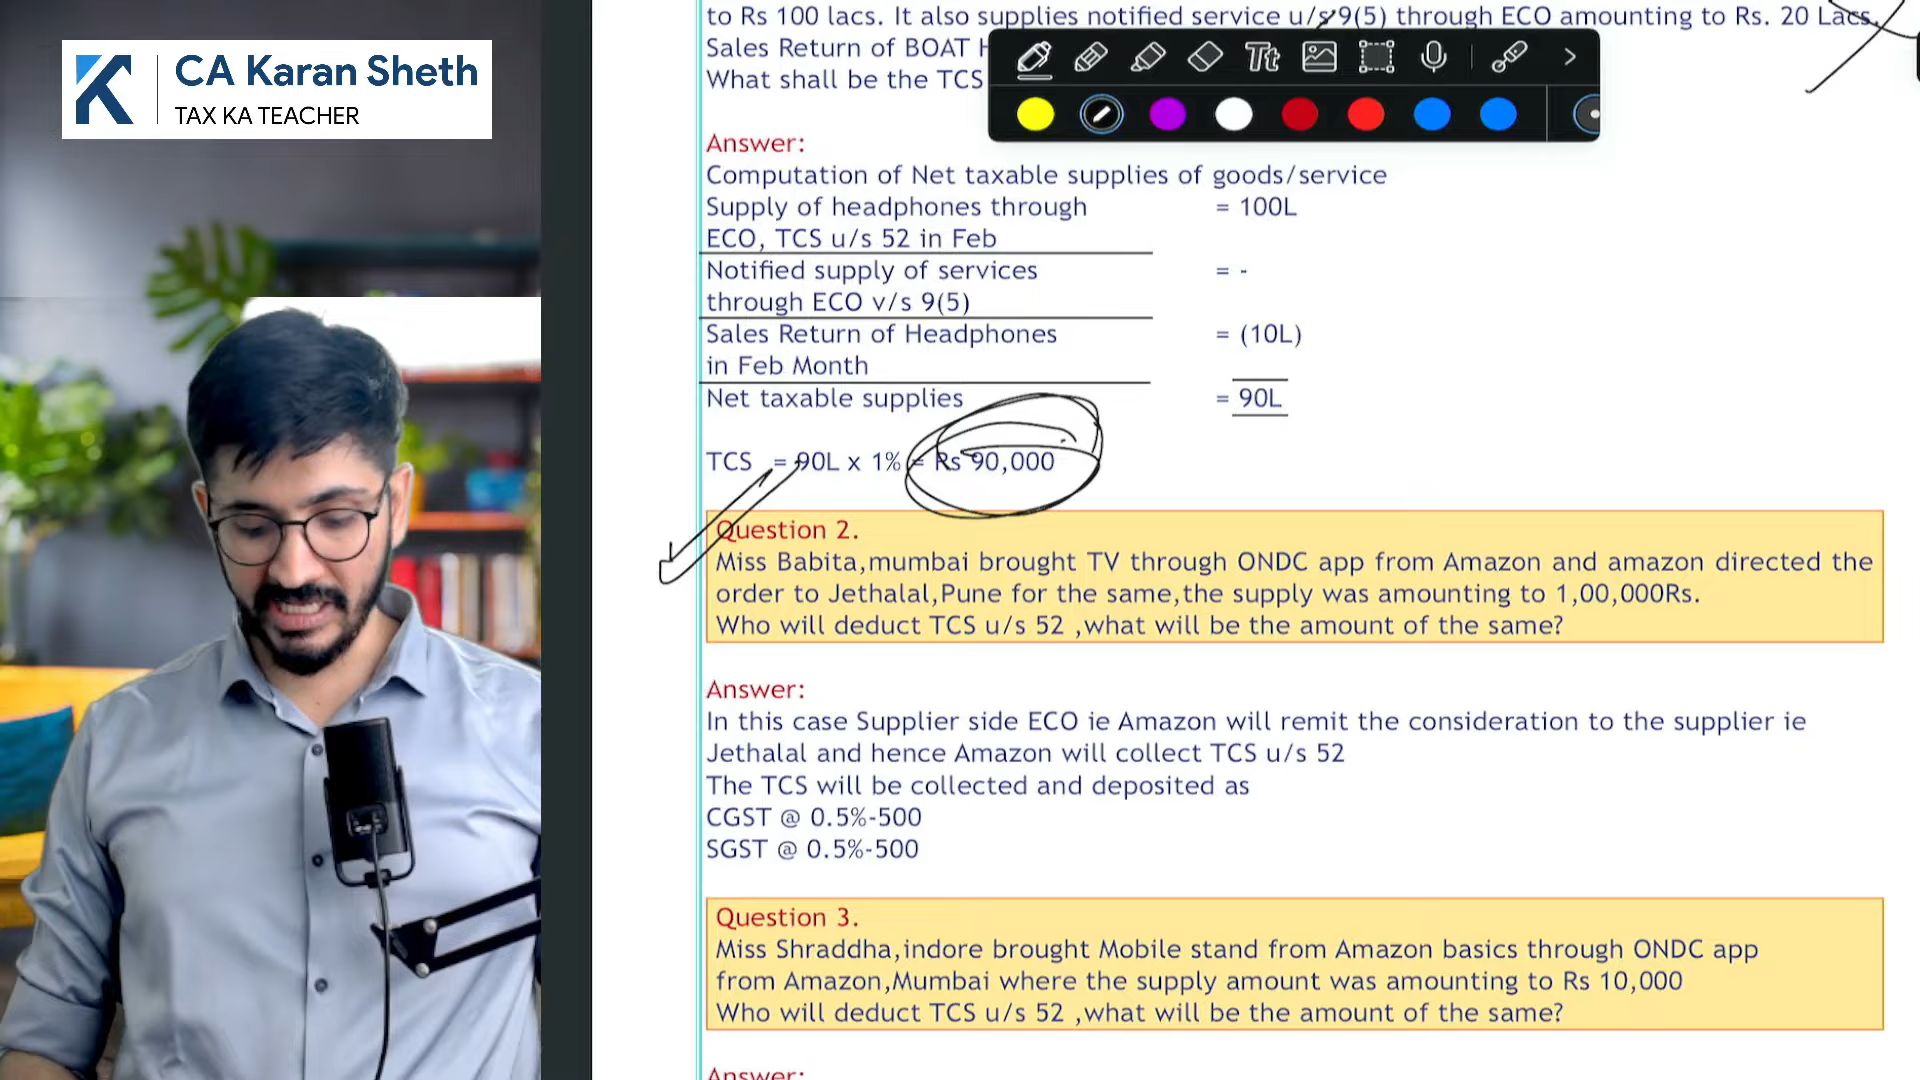 CA Karan Sheth
TAX KA TEACHER
to Rs 100 lacs. It also supplies notified service u/s 9(5) through ECO amounting to Rs. 20 Lacs.
Sales Return of BOAT H
What shall be the TCS
Tt
Answer:
Computation of Net taxable supplies of goods/service
Supply of headphones through = 100L
ECO, TCS u/s 52 in Feb
Notified supply of services = -
through ECO v/s 9(5)
Sales Return of Headphones = (10L)
in Feb Month
Net taxable supplies = 90L
TCS = 90L x 1% = Rs 90,000
Question 2.
Miss Babita,mumbai brought TV through ONDC app from Amazon and amazon directed the
order to Jethalal,Pune for the same,the supply was amounting to 1,00,000Rs.
Who will deduct TCS u/s 52 ,what will be the amount of the same?
Answer:
In this case Supplier side ECO ie Amazon will remit the consideration to the supplier ie
Jethalal and hence Amazon will collect TCS u/s 52
The TCS will be collected and deposited as
CGST @ 0.5%-500
SGST @ 0.5%-500
Question 3.
Miss Shraddha,indore brought Mobile stand from Amazon basics through ONDC app
from Amazon,Mumbai where the supply amount was amounting to Rs 10,000
Who will deduct TCS u/s 52 ,what will be the amount of the same?
Answer: